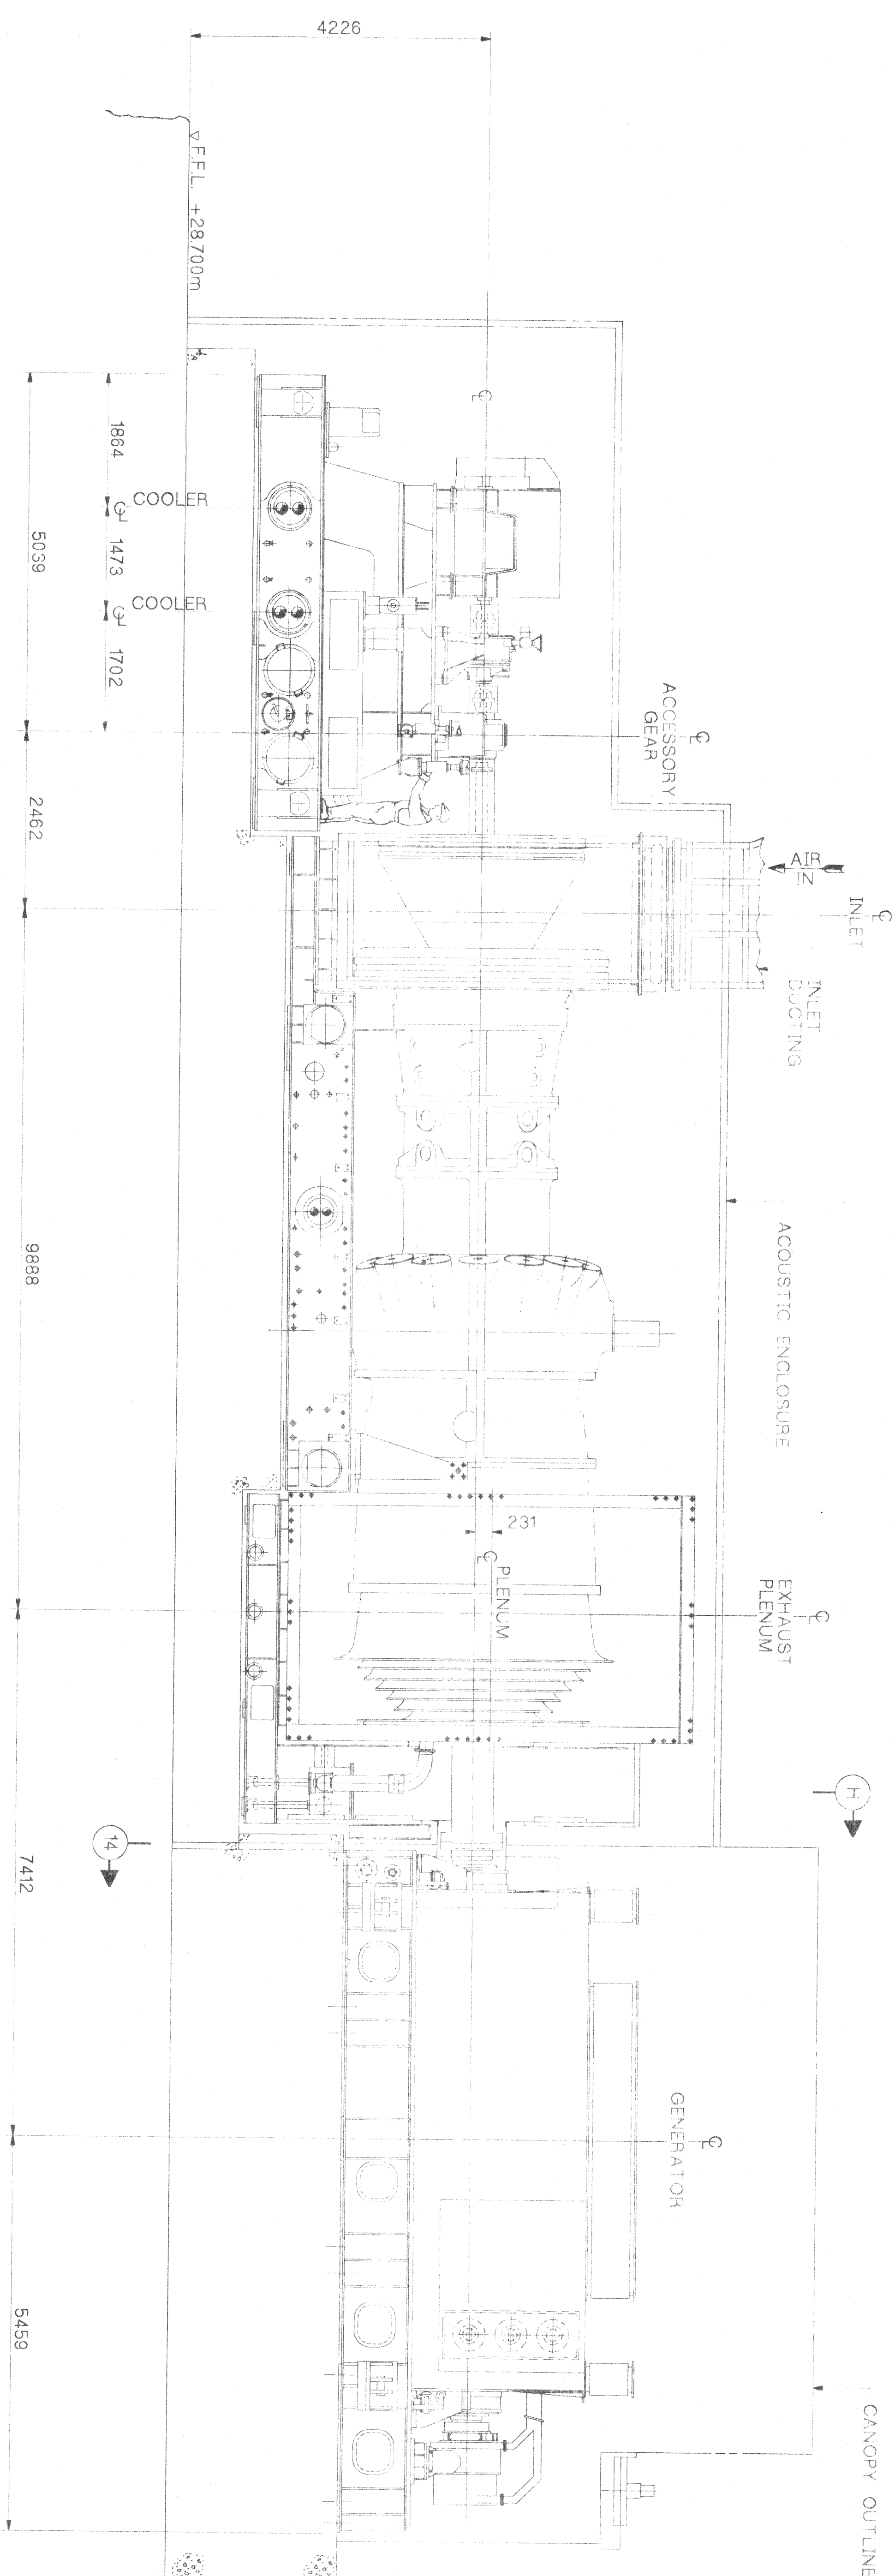 4226
F.F.L. +28.700m
1864
COOLER
1473
COOLER
1702
5039
2462
9888
7412
5459
ACCESSORY
GEAR
AIR
IN
INLET
INLET
DUCTING
ACOUSTIC ENCLOSURE
231
PLENUM
EXHAUST
PLENUM
H
14
GENERATOR
CANOPY OUTLINE